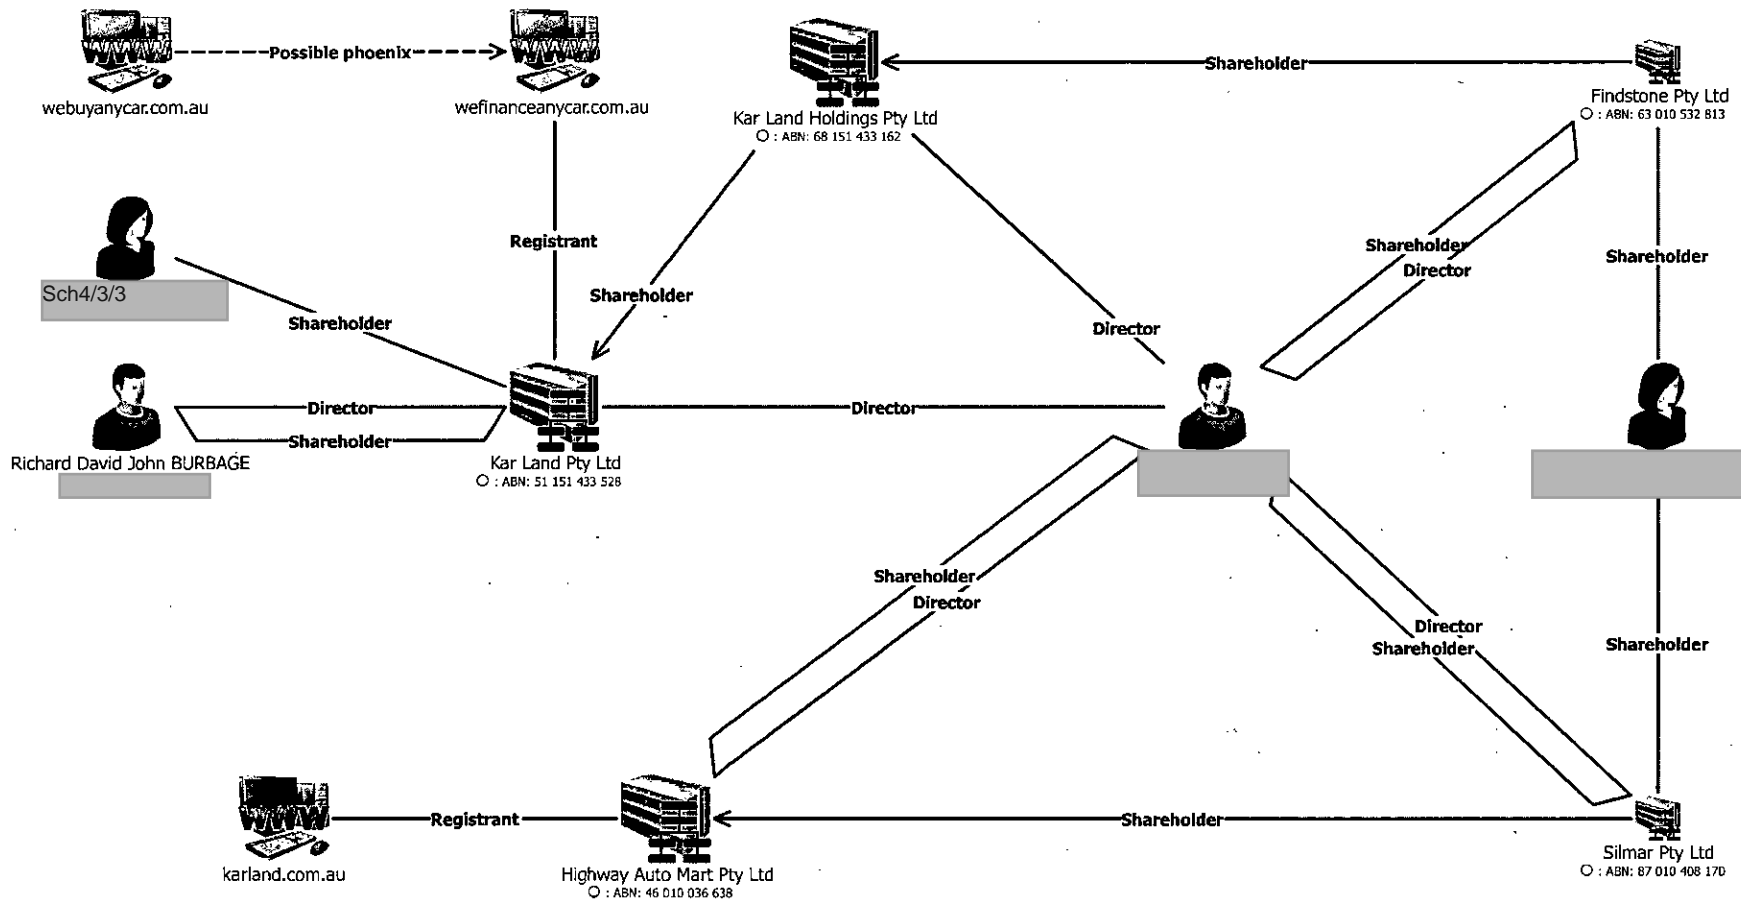 Possible phoenix
webuyanycar.com.au
wefinanceanycar.com.au
Kar Land Holdings Pty Ltd
: ABN: 68 151 433 162
Shareholder
Findstone Pty Ltd
: ABN: 63 010 532 813
Registrant
Shareholder
Director
Shareholder
Sch4/3/3
Shareholder
Shareholder
Director
Director
Shareholder
Richard David John BURBAGE
Kar Land Pty Ltd
: ABN: 51 151 433 528
Director
Shareholder
Director
Director
Shareholder
Shareholder
WWW
karland.com.au
Registrant
Highway Auto Mart Pty Ltd
: ABN: 46 010 036 638
Shareholder
Silmar Pty Ltd
: ABN: 87 010 408 170